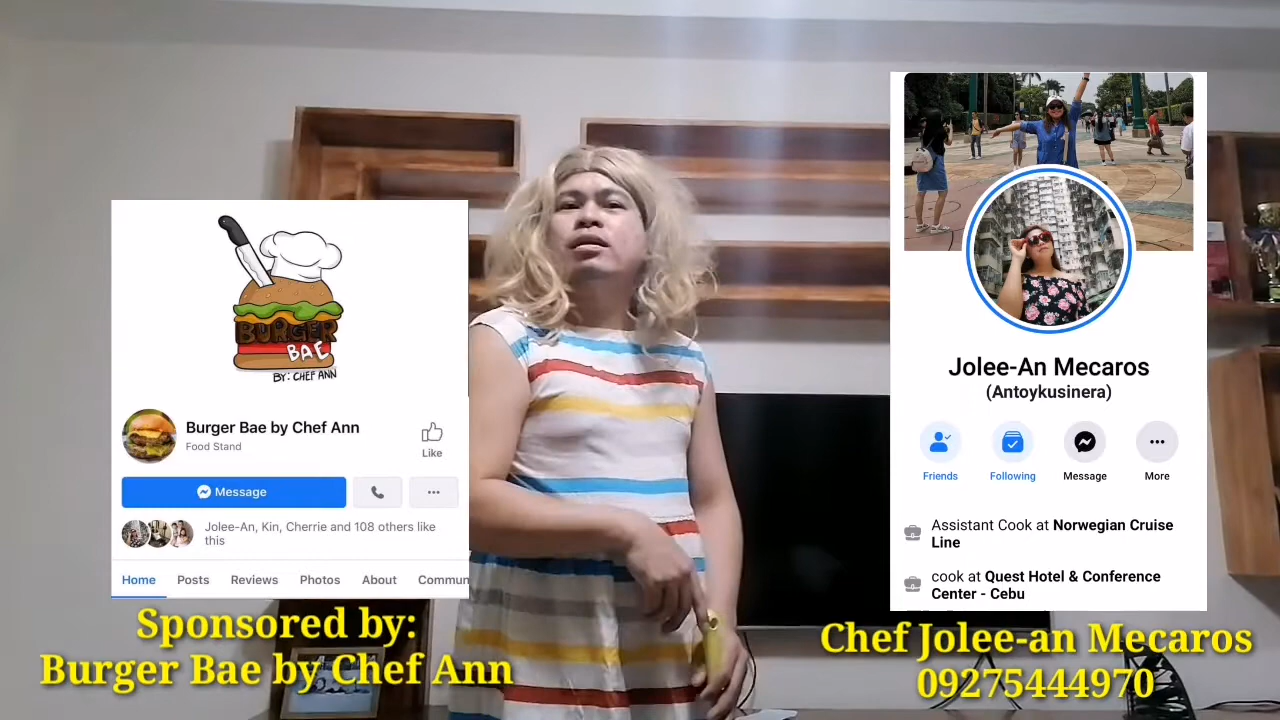 BURGER
BAE
BY: CHEF ANN
Burger Bae by Chef Ann
Food Stand
Like
Message
Jolee-An, Kin, Cherrie and 108 others like
this
Home Posts Reviews Photos About Commun
Sponsored by:
Burger Bae by Chef Ann
Jolee-An Mecaros
(Antoykusinera)
Friends Following Message More
Assistant Cook at Norwegian Cruise
Line
cook at Quest Hotel & Conference
Center - Cebu
Chef Jolee-an Mecaros
09275444970